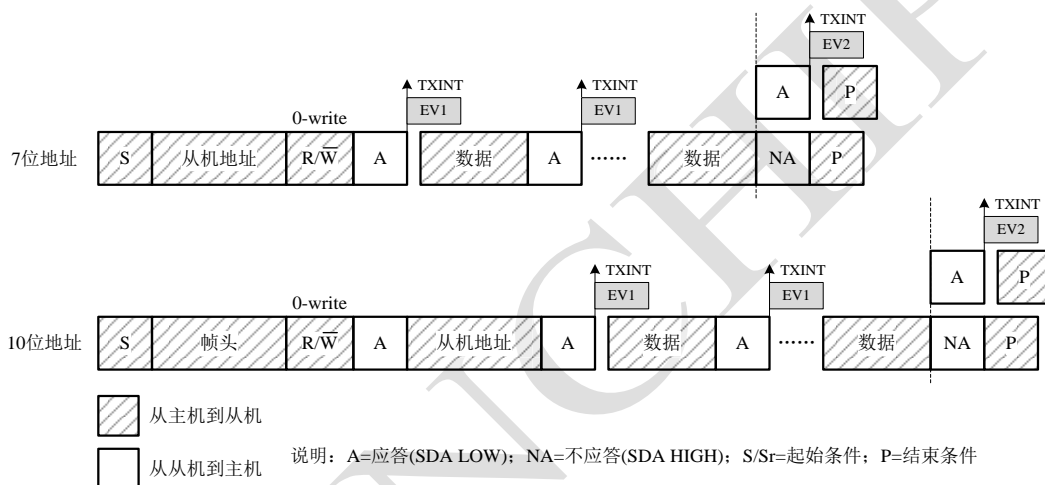 TXINT
EV2
TXINT
TXINT
A
P
EV1
EV1
0-write
7位地址
S
从机地址
R/W̅
A
数据
A
……
数据
NA
P
TXINT
EV2
TXINT
TXINT
A
P
EV1
EV1
0-write
10位地址
S
帧头
R/W̅
A
从机地址
A
数据
A
……
数据
NA
P
从主机到从机
从从机到主机
说明：A=应答(SDA LOW)；NA=不应答(SDA HIGH)；S/Sr=起始条件；P=结束条件